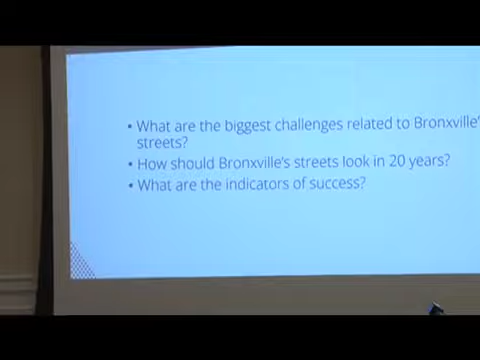 • What are the biggest challenges related to Bronxville's
streets?
• How should Bronxville's streets look in 20 years?
• What are the indicators of success?